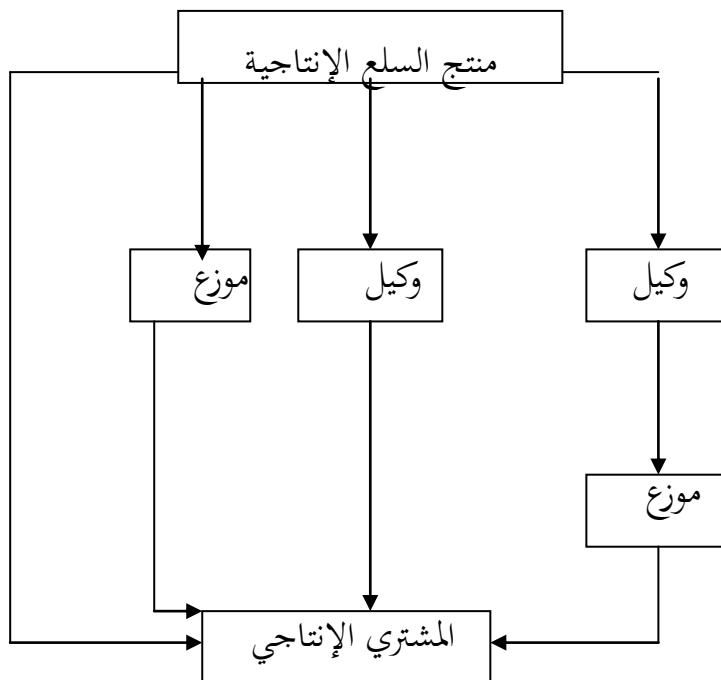 منتج السلع الإنتاجية
وكيل
وكيل
موزع
موزع
المشتري الإنتاجي